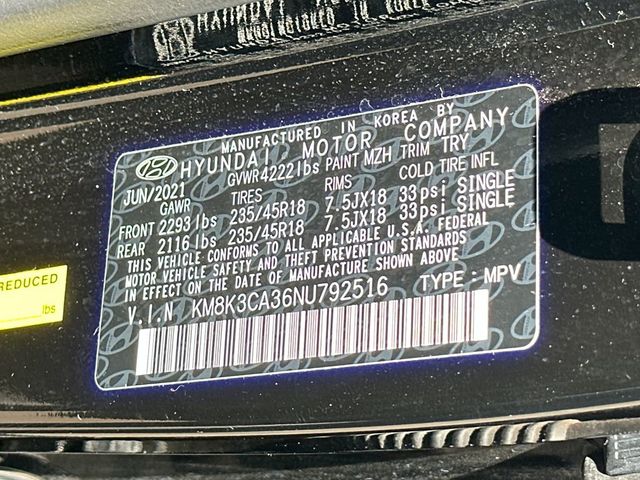 MANUFACTURED IN KOREA BY
HYUNDAI MOTOR COMPANY
JUN/2021 GVWR 4222lbs PAINT MZH TRIM TRY
GAWR TIRES RIMS COLD TIRE INFL
FRONT 2293 lbs 235/45R18 7.5JX18 33psi SINGLE
REAR 2116 lbs 235/45R18 7.5JX18 33psi SINGLE
THIS VEHICLE CONFORMS TO ALL APPLICABLE U.S.A. FEDERAL
MOTOR VEHICLE SAFETY AND THEFT PREVENTION STANDARDS
IN EFFECT ON THE DATE OF MANUFACTURE SHOWN ABOVE.
V.I.N KM8K3CA36NU792516 TYPE : MPV
REDUCED
lbs